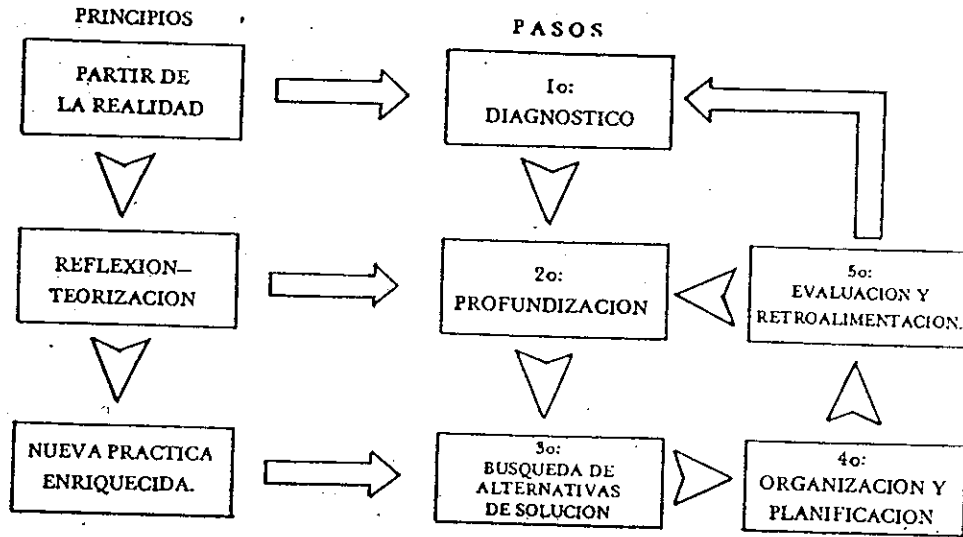 PRINCIPIOS
PASOS
PARTIR DE
LA REALIDAD
1o:
DIAGNOSTICO
REFLEXION—
TEORIZACION
2o:
PROFUNDIZACION
5o:
EVALUACION Y
RETROALIMENTACION.
NUEVA PRACTICA
ENRIQUECIDA.
3o:
BUSQUEDA DE
ALTERNATIVAS
DE SOLUCION
4o:
ORGANIZACION Y
PLANIFICACION